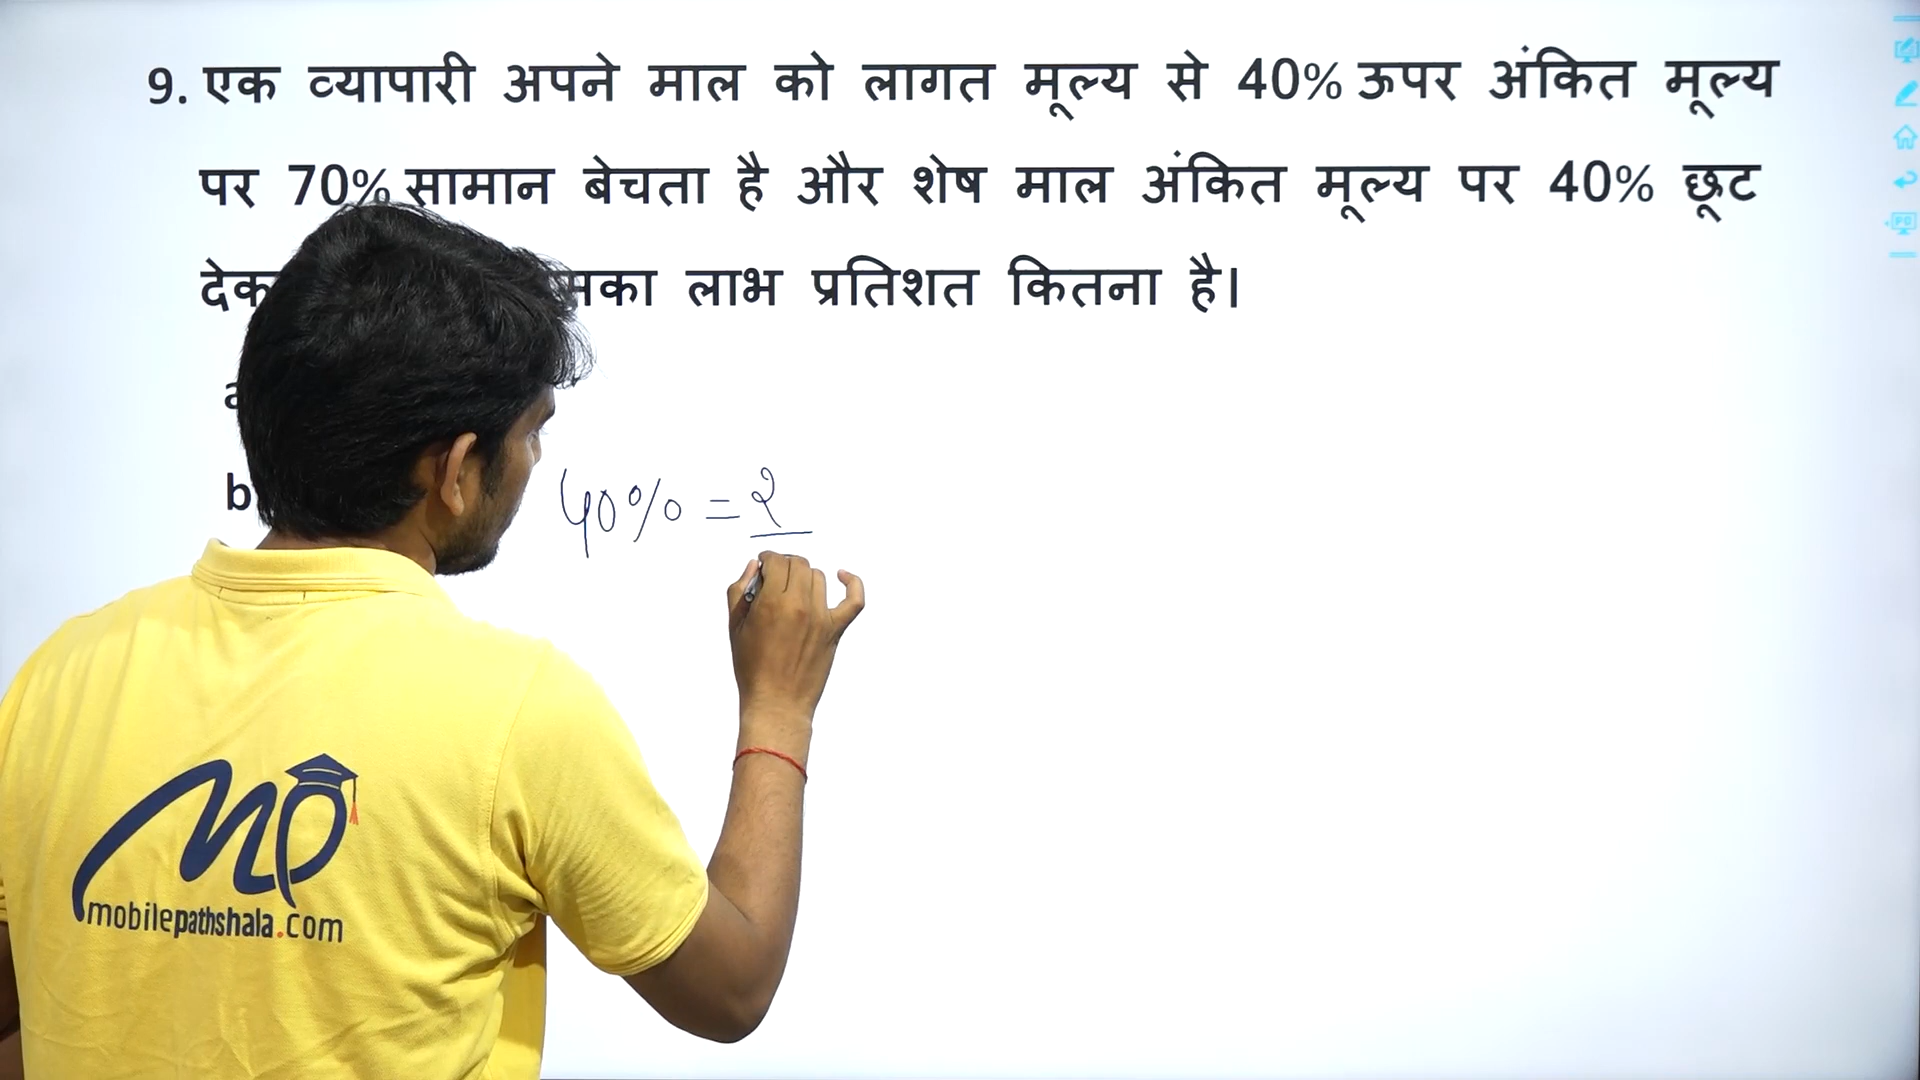 9. एक व्यापारी अपने माल को लागत मूल्य से 40% ऊपर अंकित मूल्य
पर 70% सामान बेचता है और शेष माल अंकित मूल्य पर 40% छूट
लाभ प्रतिशत कितना है।
b
40% = 2
mobilepathshala.com